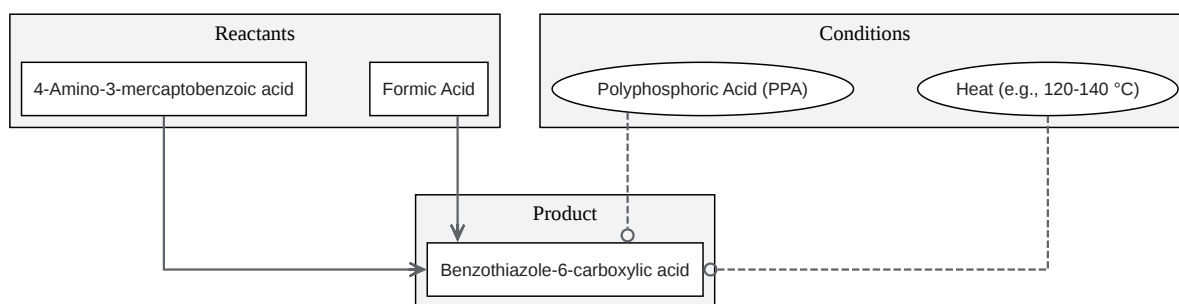 Reactants
4-Amino-3-mercaptobenzoic acid
Formic Acid
Conditions
Polyphosphoric Acid (PPA)
Heat (e.g., 120-140 °C)
Product
Benzothiazole-6-carboxylic acid